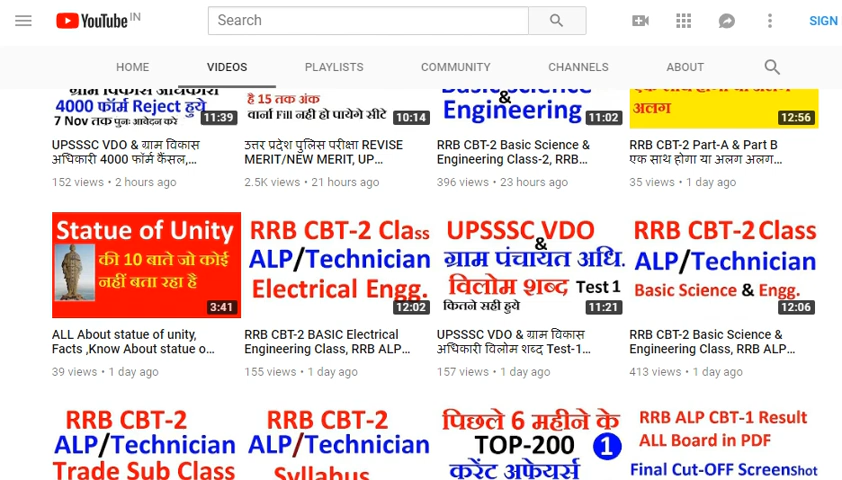 YouTube IN
Search
SIGN
HOME
VIDEOS
PLAYLISTS
COMMUNITY
CHANNELS
ABOUT
ग्राम विकास अधिकारी
4000 फॉर्म Reject हुये
7 Nov तक पुनः आवेदन करे
11:39
है 15 तक अंक
वार्ना Fill नही हो पायेगे सीटे
10:14
Basic Science
&
Engineering
11:02
अलग
12:56
UPSSSC VDO & ग्राम विकास
अधिकारी 4000 फॉर्म कैंसल,...
152 views • 2 hours ago
उत्तर प्रदेश पुलिस परीक्षा REVISE
MERIT/NEW MERIT, UP...
2.5K views • 21 hours ago
RRB CBT-2 Basic Science &
Engineering Class-2, RRB...
396 views • 23 hours ago
RRB CBT-2 Part-A & Part B
एक साथ होगा या अलग अलग...
35 views • 1 day ago
Statue of Unity
की 10 बाते जो कोई
नहीं बता रहा है
3:41
RRB CBT-2 Class
ALP/Technician
Electrical Engg.
12:02
UPSSSC VDO
&
ग्राम पंचायत अधि.
विलोम शब्द Test 1
कितने सही हुये
11:21
RRB CBT-2 Class
ALP/Technician
Basic Science & Engg.
12:06
ALL About statue of unity,
Facts ,Know About statue o...
39 views • 1 day ago
RRB CBT-2 BASIC Electrical
Engineering Class, RRB ALP...
155 views • 1 day ago
UPSSSC VDO & ग्राम विकास
अधिकारी विलोम शब्द Test-1...
157 views • 1 day ago
RRB CBT-2 Basic Science &
Engineering Class, RRB ALP...
413 views • 1 day ago
RRB CBT-2
ALP/Technician
Trade Sub Class
RRB CBT-2
ALP/Technician
Syllabus
पिछले 6 महीने के
TOP-200 1
करेंट अफेयर्स
RRB ALP CBT-1 Result
ALL Board in PDF
Final Cut-OFF ScreenShot